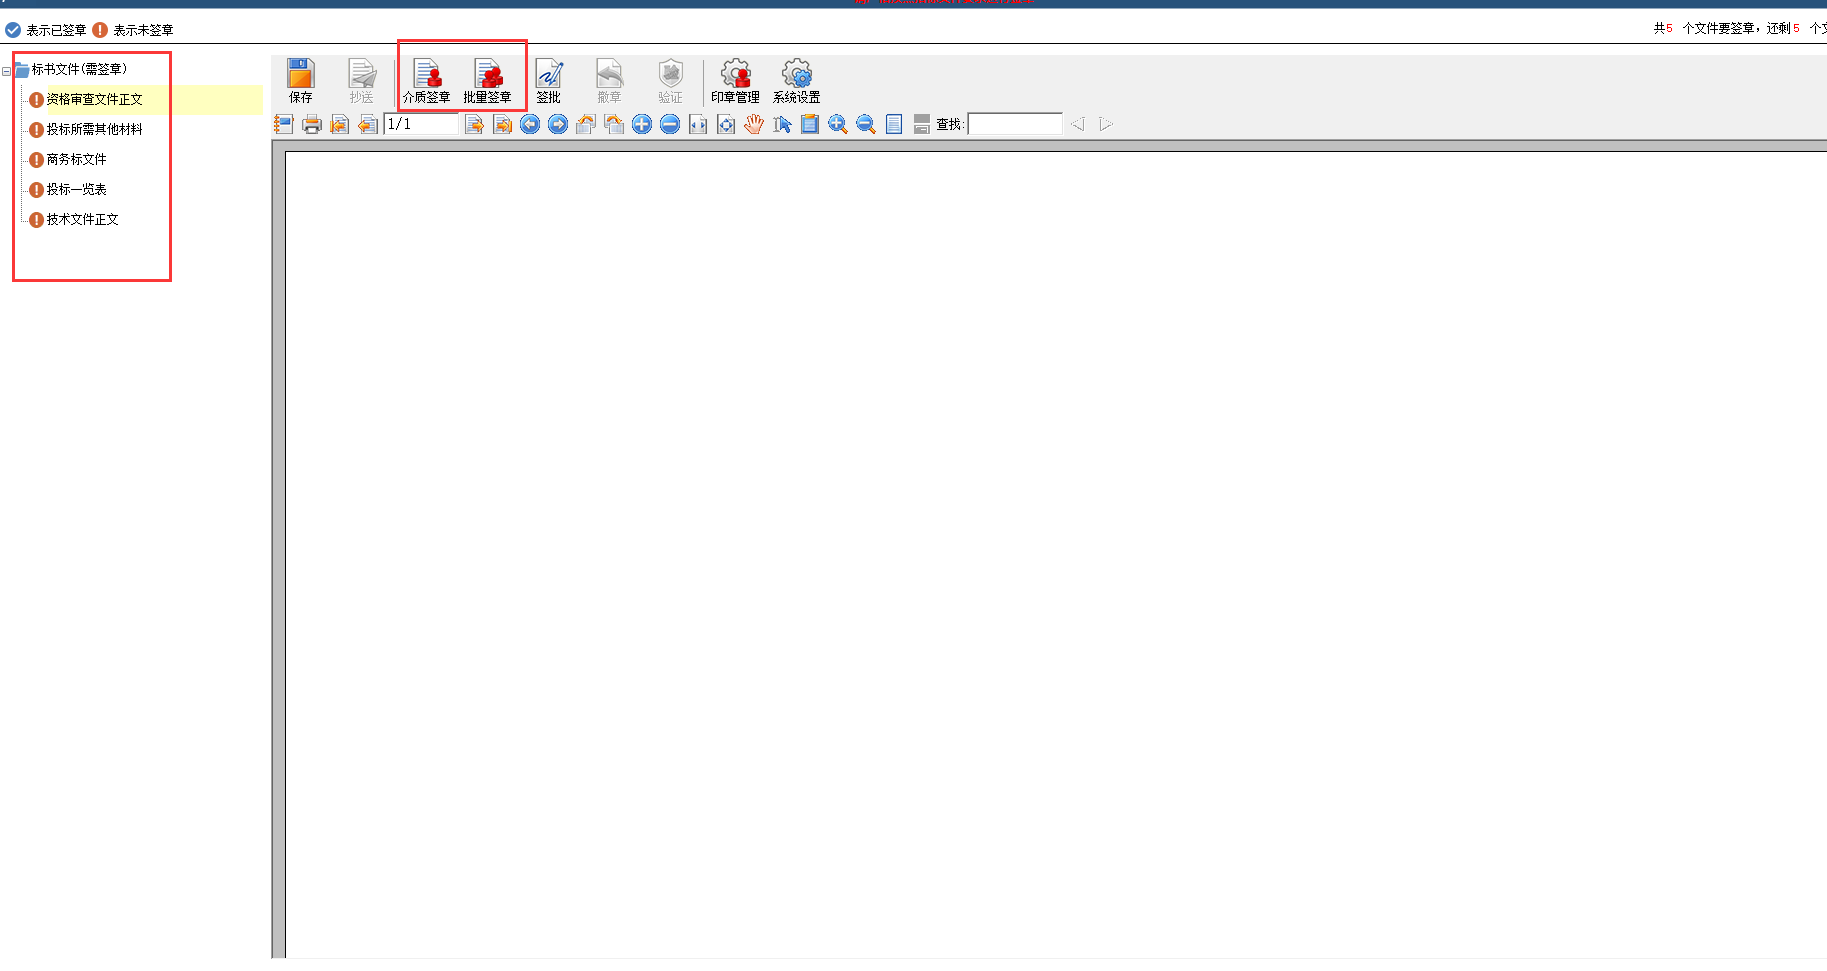 表示已签章 表示未签章
共5 个文件要签章，还剩5 个
标书文件(需签章)
资格审查文件正文
投标所需其他材料
商务标文件
投标一览表
技术文件正文
保存 抄送 介质签章 批量签章 签批 撤章 验证 印章管理 系统设置
1/1 查找: